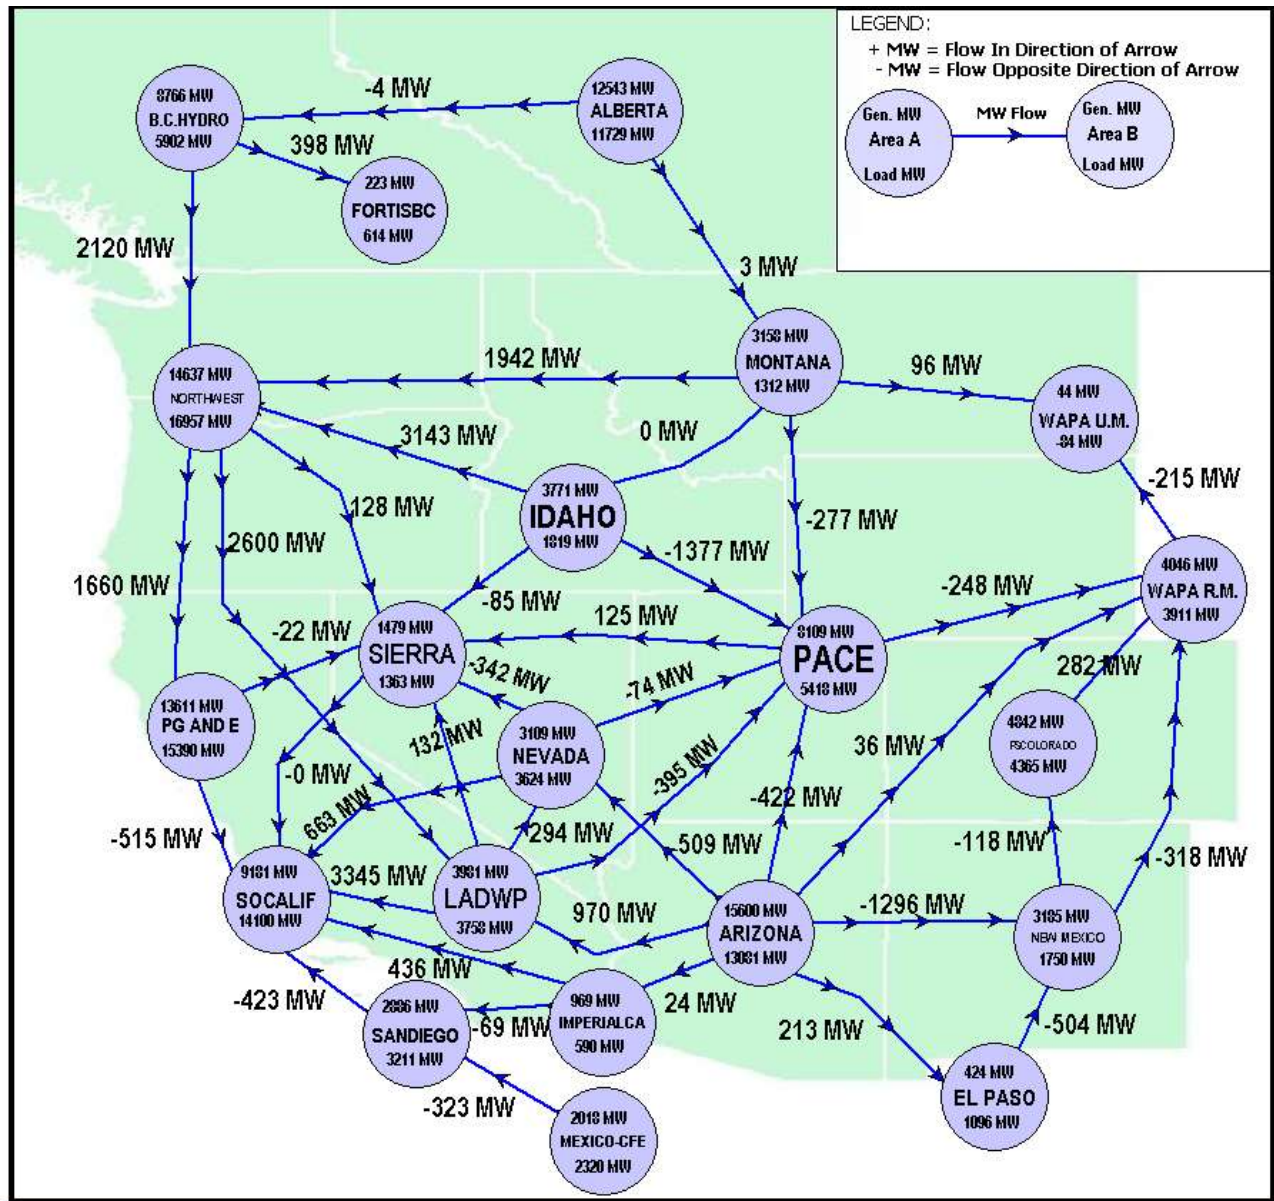 LEGEND:
+ MW = Flow In Direction of Arrow
- MW = Flow Opposite Direction of Arrow
Gen. MW
Area A
Load MW
MW Flow
Gen. MW
Area B
Load MW
8766 MW
B.C.HYDRO
5902 MW
-4 MW
12543 MW
ALBERTA
11729 MW
398 MW
223 MW
FORTISBC
614 MW
2120 MW
3 MW
14637 MW
NORTHWEST
16957 MW
1942 MW
3158 MW
MONTANA
1312 MW
96 MW
44 MW
WAPA U.M.
-84 MW
3143 MW
0 MW
-215 MW
3771 MW
IDAHO
1819 MW
128 MW
2600 MW
-277 MW
-1377 MW
1660 MW
-85 MW
-248 MW
4046 MW
WAPA R.M.
3911 MW
-22 MW
1479 MW
SIERRA
1363 MW
125 MW
8109 MW
PACE
5418 MW
-342 MW
-74 MW
282 MW
13611 MW
PG AND E
15390 MW
132 MW
3109 MW
NEVADA
3624 MW
-395 MW
36 MW
4842 MW
PSCOLORADO
4365 MW
-0 MW
-422 MW
663 MW
294 MW
-509 MW
-515 MW
-118 MW
-318 MW
9181 MW
SOCALIF
14100 MW
3345 MW
3981 MW
LADWP
3758 MW
970 MW
15600 MW
ARIZONA
13081 MW
-1296 MW
3185 MW
NEW MEXICO
1750 MW
436 MW
-423 MW
2886 MW
SANDIEGO
3211 MW
-69 MW
969 MW
IMPERIALCA
590 MW
24 MW
213 MW
-504 MW
424 MW
EL PASO
1096 MW
-323 MW
2018 MW
MEXICO-CFE
2320 MW